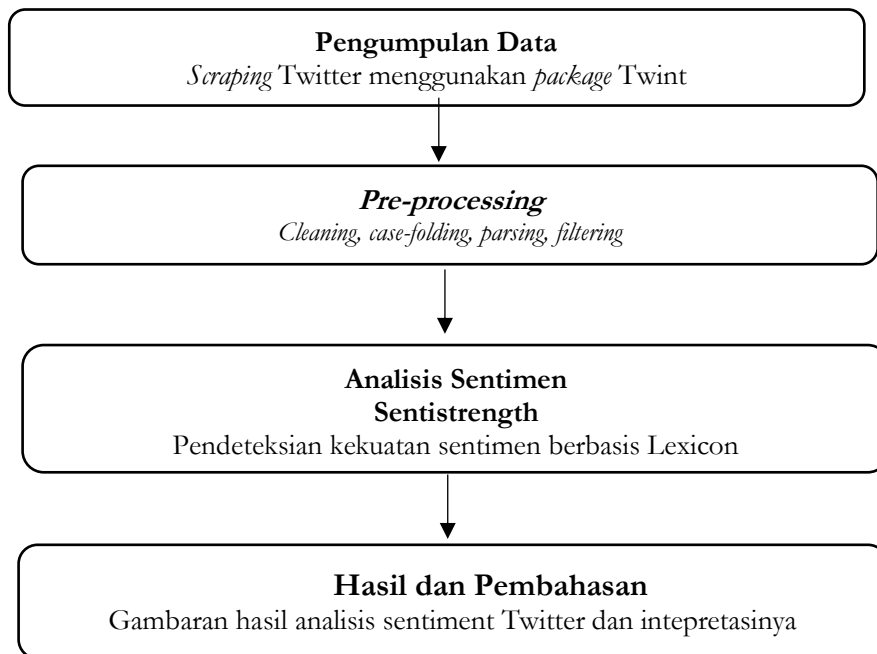 Pengumpulan Data
Scraping Twitter menggunakan package Twint
Pre-processing
Cleaning, case-folding, parsing, filtering
Analisis Sentimen
Sentistrength
Pendeteksian kekuatan sentimen berbasis Lexicon
Hasil dan Pembahasan
Gambaran hasil analisis sentiment Twitter dan intepretasinya